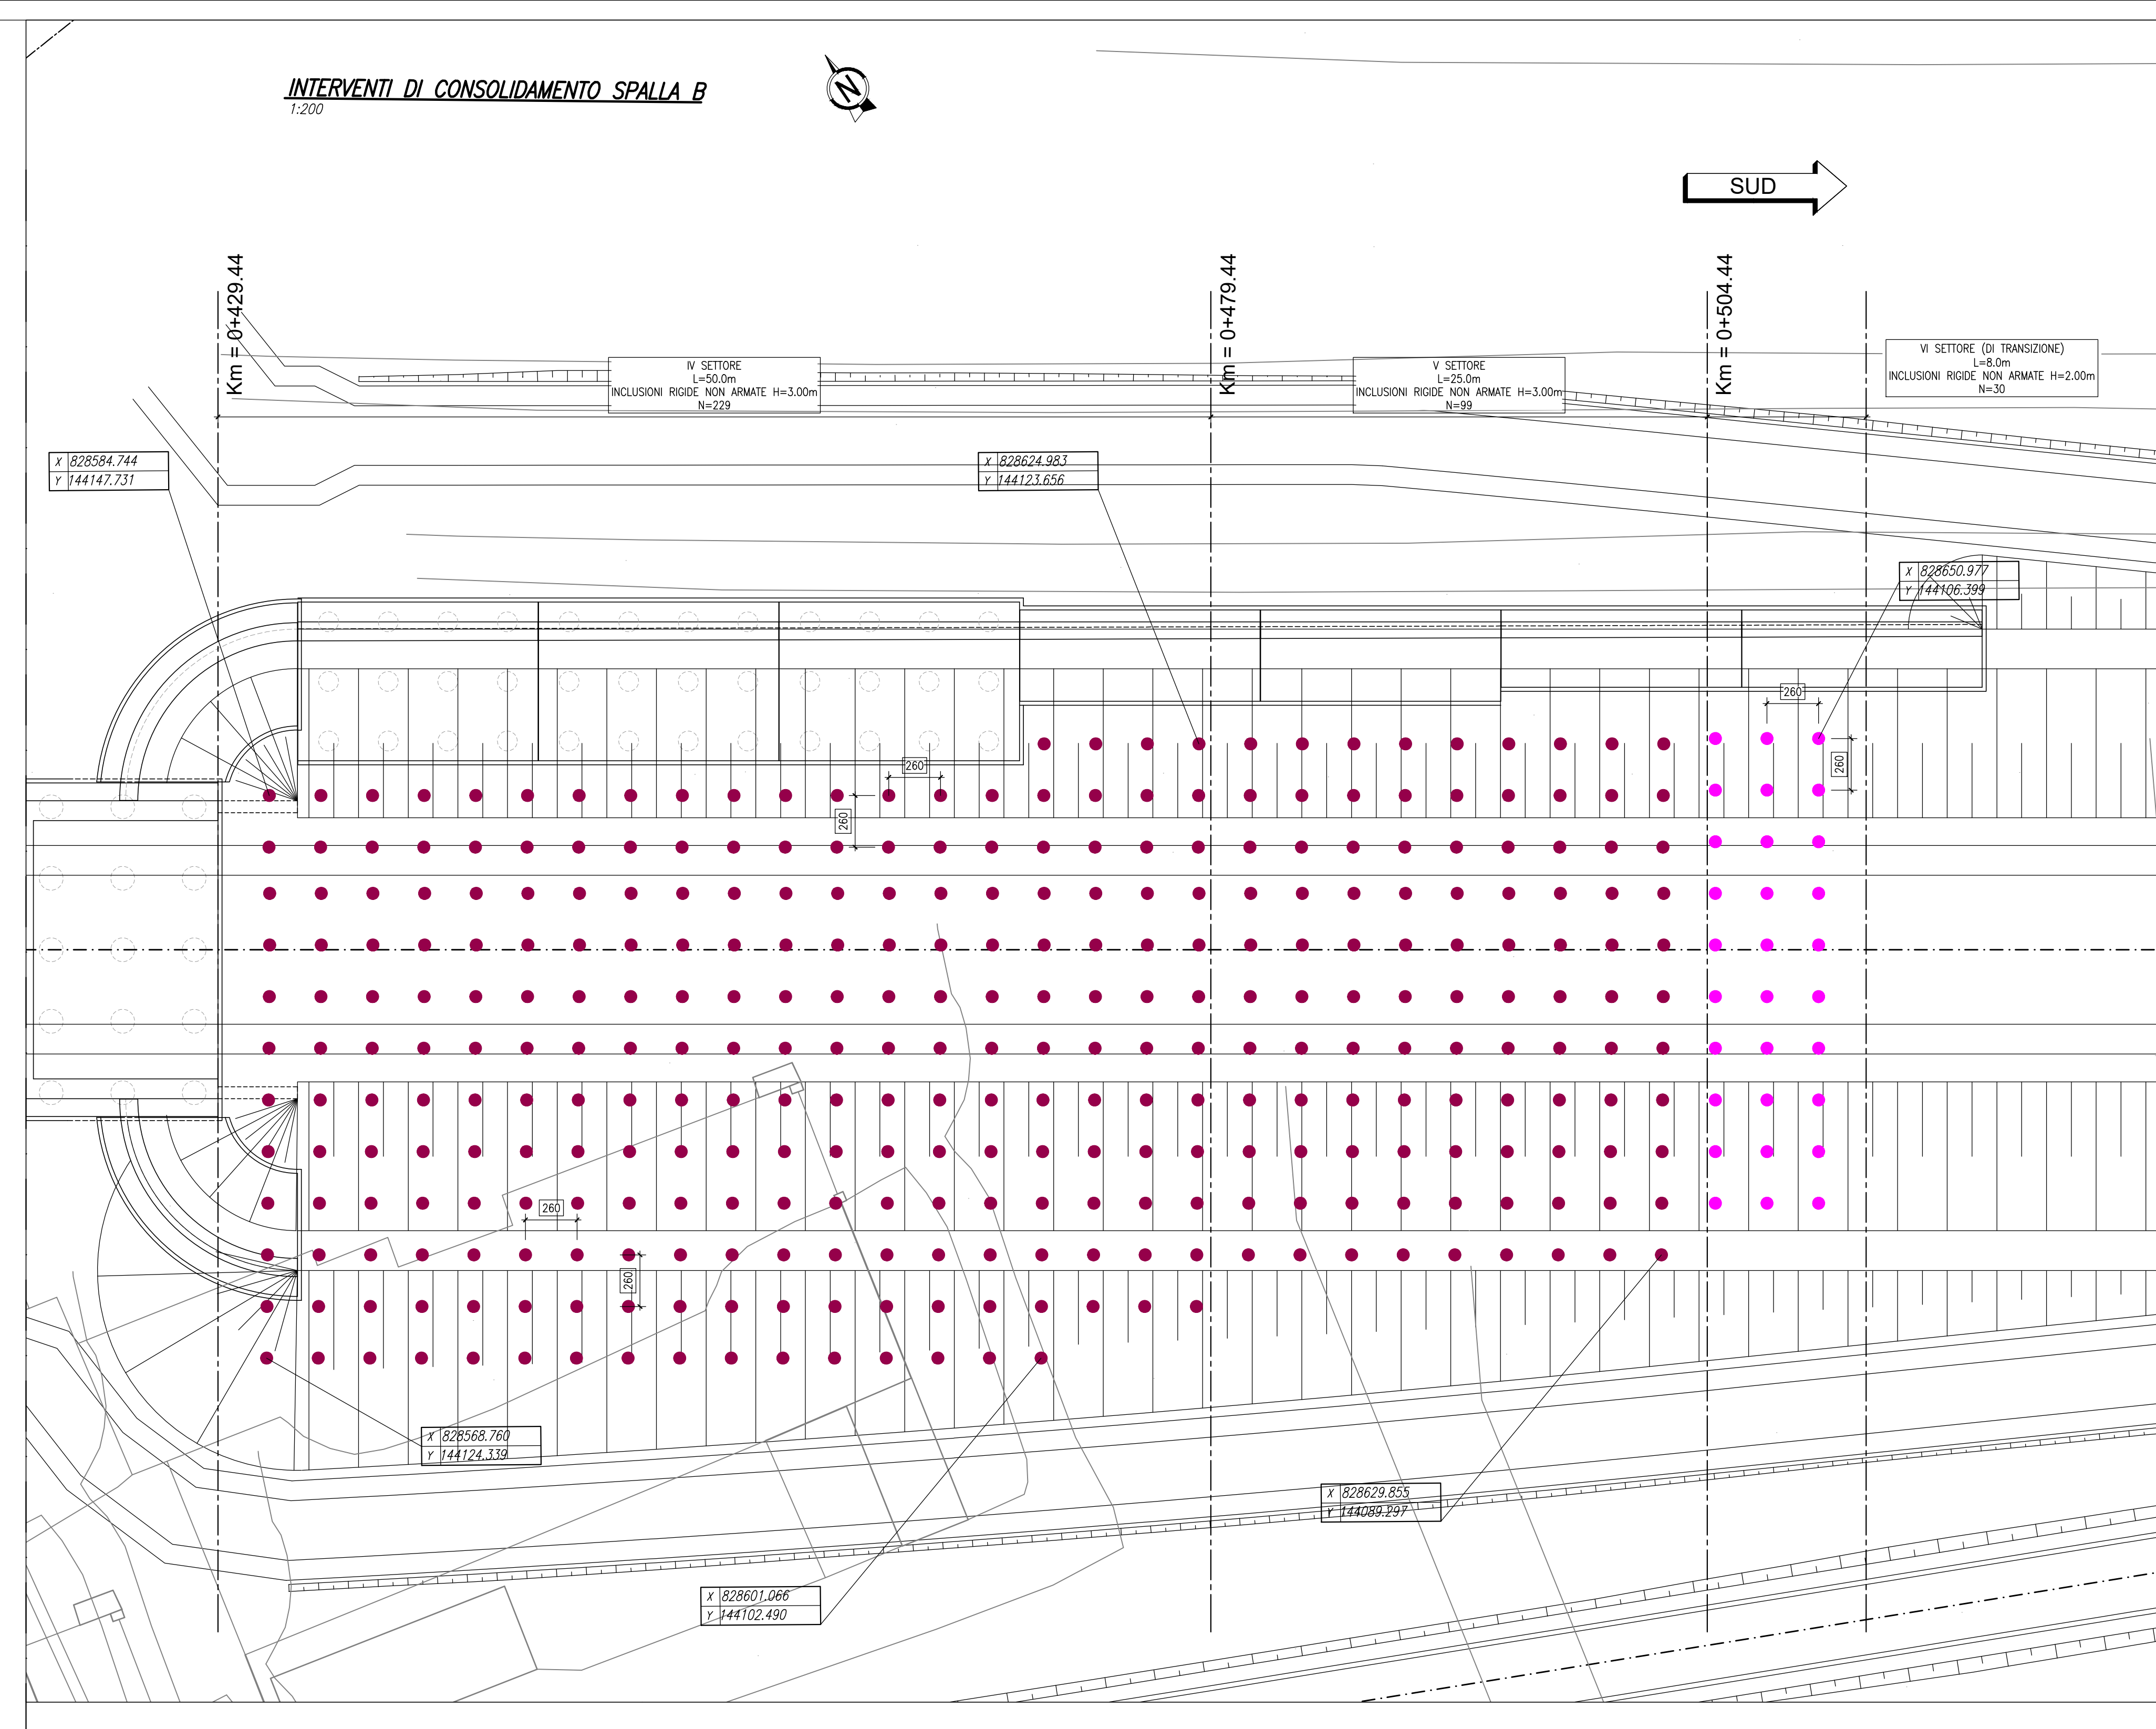 INTERVENTI DI CONSOLIDAMENTO SPALLA B
1:200
N
SUD
Km = 0+429.44
Km = 0+479.44
Km = 0+504.44
IV SETTORE
L=50.0m
INCLUSIONI RIGIDE NON ARMATE H=3.00m
N=229
V SETTORE
L=25.0m
INCLUSIONI RIGIDE NON ARMATE H=3.00m
N=99
VI SETTORE (DI TRANSIZIONE)
L=8.0m
INCLUSIONI RIGIDE NON ARMATE H=2.00m
N=30
X 828584.744
Y 144147.731
X 828624.983
Y 144123.656
X 828650.977
Y 144106.399
260
260
260
260
260
260
X 828568.760
Y 144124.339
X 828629.855
Y 144089.297
X 828601.066
Y 144102.490